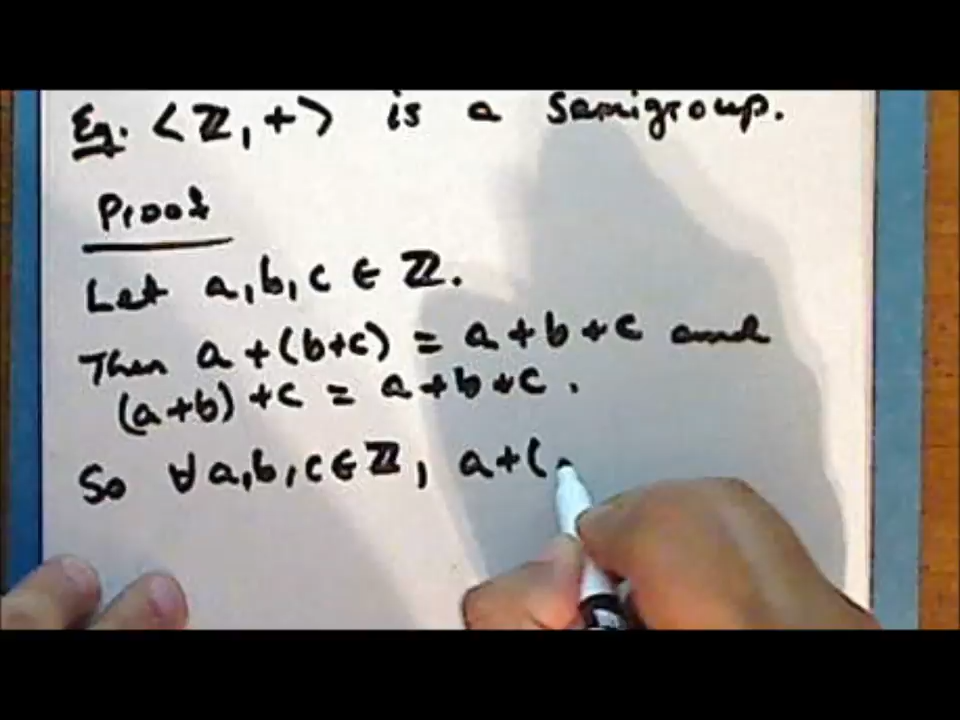 Eg. <ℤ, +> is a semigroup.
Proof
Let a, b, c ∈ ℤ.
Then a + (b+c) = a + b + c and
(a+b) + c = a + b + c.
So ∀ a, b, c ∈ ℤ, a + (